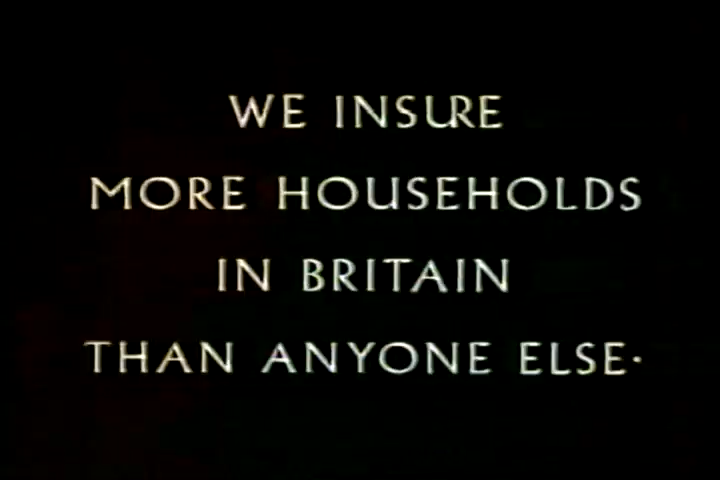 WE INSURE
MORE HOUSEHOLDS
IN BRITAIN
THAN ANYONE ELSE·